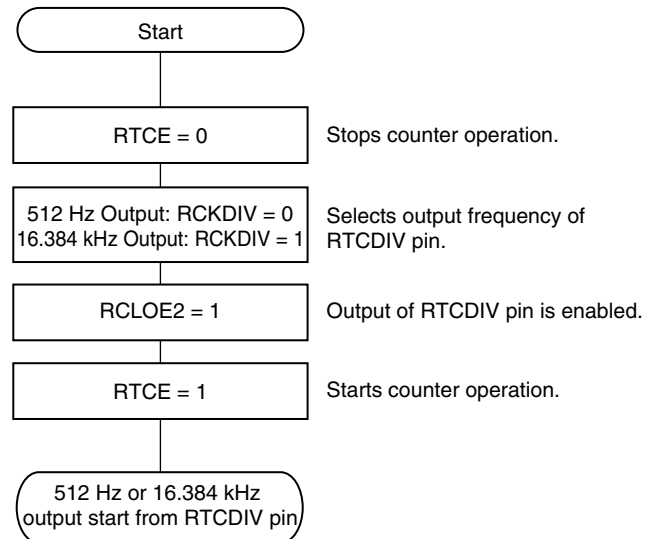 Start
RTCE = 0
Stops counter operation.
512 Hz Output: RCKDIV = 0
16.384 kHz Output: RCKDIV = 1
Selects output frequency of
RTCDIV pin.
RCLOE2 = 1
Output of RTCDIV pin is enabled.
RTCE = 1
Starts counter operation.
512 Hz or 16.384 kHz
output start from RTCDIV pin